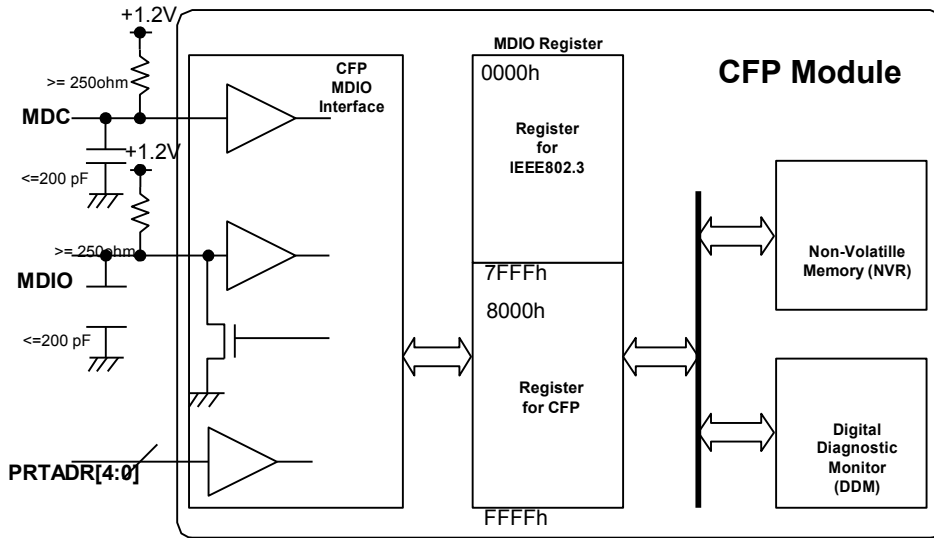 +1.2V
>= 250ohm
MDC
<=200 pF
+1.2V
>= 250ohm
MDIO
<=200 pF
PRTADR[4:0]
CFP
MDIO
Interface
MDIO Register
0000h
Register
for
IEEE802.3
7FFFh
8000h
Register
for CFP
FFFFh
CFP Module
Non-Volatille
Memory (NVR)
Digital
Diagnostic
Monitor
(DDM)